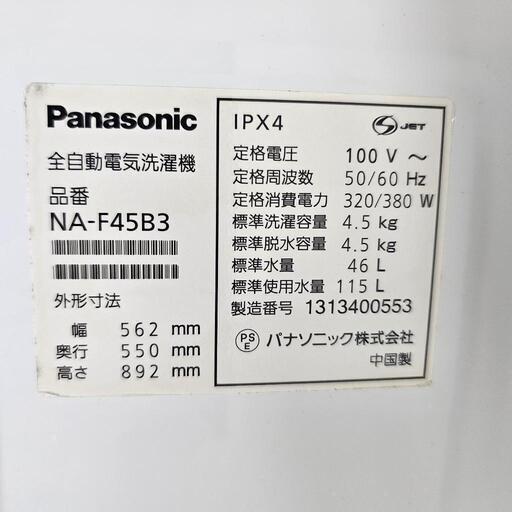 Panasonic
全自動電気洗濯機
品番
NA-F45B3
外形寸法
幅 562 mm
奥行 550 mm
高さ 892 mm
IPX4
S JET
定格電圧 100 V ～
定格周波数 50/60 Hz
定格消費電力 320/380 W
標準洗濯容量 4.5 kg
標準脱水容量 4.5 kg
標準水量 46 L
標準使用水量 115 L
製造番号 1313400553
PS E パナソニック株式会社
中国製